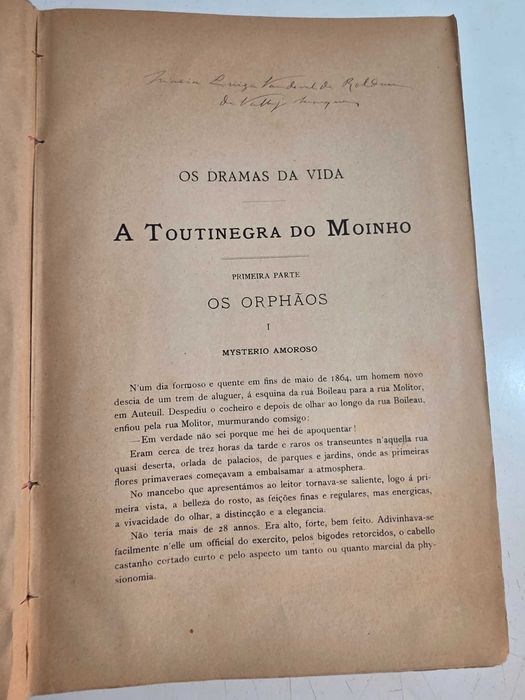 Luiza
de
OS DRAMAS DA VIDA
A TOUTINEGRA DO MOINHO
PRIMEIRA PARTE
OS ORPHÃOS
I
MYSTERIO AMOROSO
N'um dia formoso e quente em fins de maio de 1864, um homem novo
descia de um trem de aluguer, á esquina da rua Boileau para a rua Molitor,
em Auteuil. Despediu o cocheiro e depois de olhar ao longo da rua Boileau,
enfiou pela rua Molitor, murmurando comsigo:
—Em verdade não sei porque me hei de apoquentar!
Eram cerca de trez horas da tarde e raros os transeuntes n'aquella rua
quasi deserta, orlada de palacios, de parques e jardins, onde as primeiras
flores primaveraes começavam a embalsamar a atmosphera.
No mancebo que apresentámos ao leitor tornava-se saliente, logo á pri-
meira vista, a belleza do rosto, as feições finas e regulares, mas energicas,
a vivacidade do olhar, a distincção e a elegancia.
Não teria mais de 28 annos. Era alto, forte, bem feito. Adivinhava-se
facilmente n'elle um official do exercito, pelos bigodes retorcidos, o cabello
castanho cortado curto e pelo aspecto um tanto ou quanto marcial da phy-
sionomia.